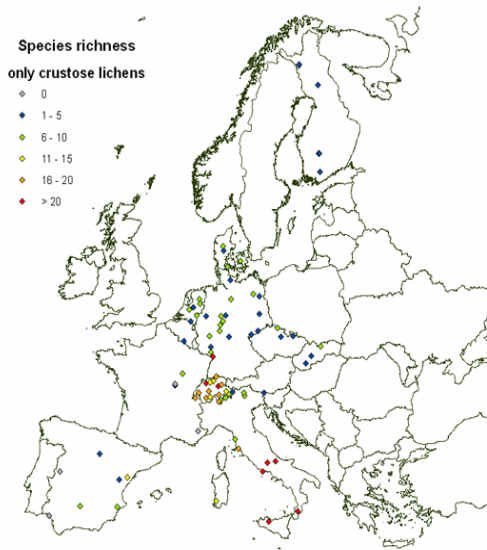 Species richness
only crustose lichens
0
1 - 5
6 - 10
11 - 15
16 - 20
> 20